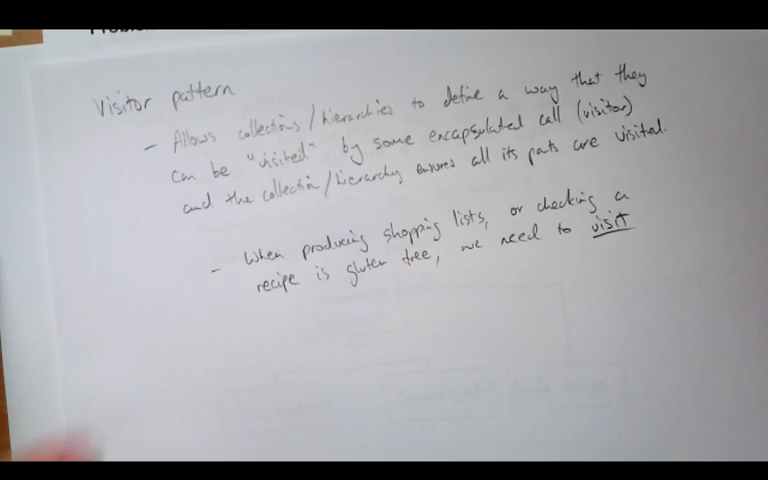 Visitor pattern
- Allows collections/hierarchies to define a way that they
can be "visited" by some encapsulated call (visitor)
and the collection/hierarchy ensures all its parts are visited.
- When producing shopping lists, or checking a
recipe is gluten free, we need to visit